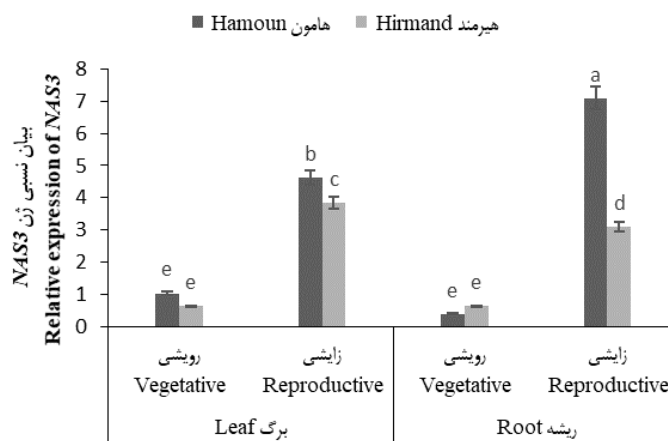 Hamoun هامون Hirmand هیرمند
بیان نسبی ژن NAS3
Relative expression of NAS3
8
7
6
5
4
3
2
1
0
e e
b
c
e e
a
d
رویشی زایشی رویشی زایشی
Vegetative Reproductive Vegetative Reproductive
Leaf برگ Root ریشه